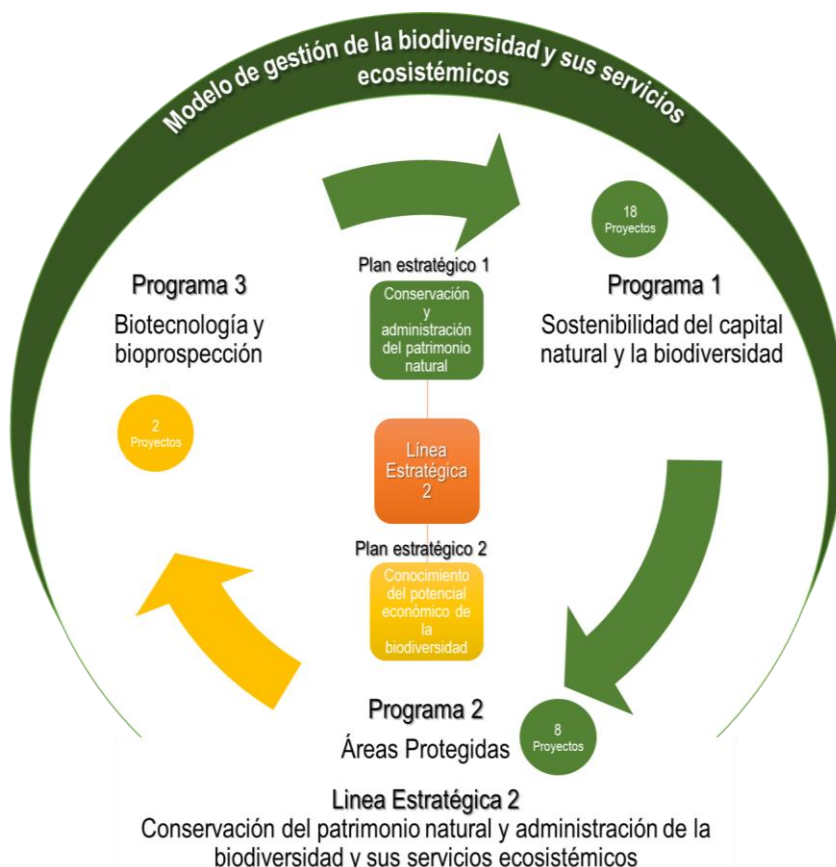 Modelo de gestión de la biodiversidad y sus servicios
ecosistémicos
18
Proyectos
Plan estratégico 1
Programa 3
Programa 1
Conservación
y
administración
del patrimonio
natural
Biotecnología y
bioprospección
Sostenibilidad del capital
natural y la biodiversidad
2
Proyectos
Línea
Estratégica
2
Plan estratégico 2
Conocimiento
del potencial
económico de
la
biodiversidad
Programa 2
Áreas Protegidas
8
Proyectos
Linea Estratégica 2
Conservación del patrimonio natural y administración de la
biodiversidad y sus servicios ecosistémicos